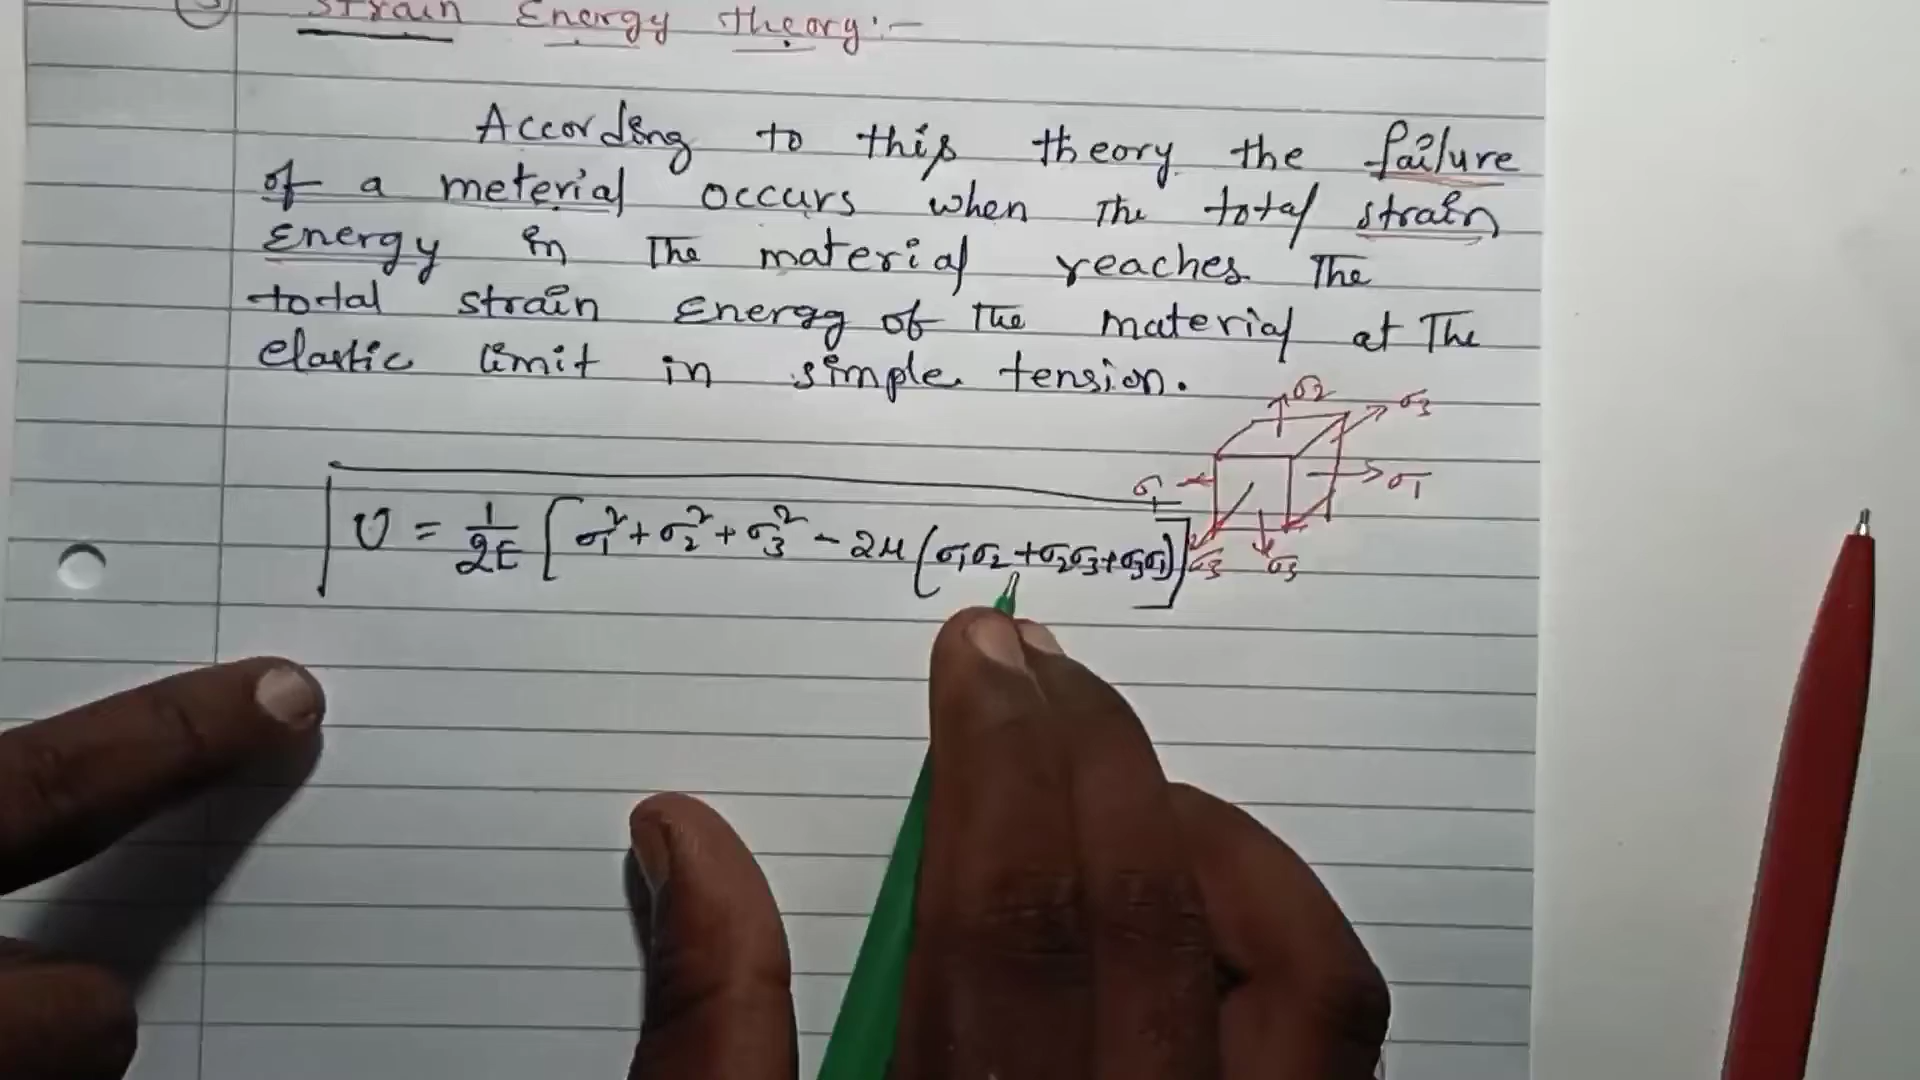 ③ Strain Energy theory:-
According to this theory the failure
of a meterial occurs when The total strain
Energy in The material reaches The
total strain Energy of The material at The
elastic limit in simple tension.
σ2
σ3
σ1
σ1
U = 1/2E [σ1² + σ2² + σ3² - 2μ (σ1σ2 + σ2σ3 + σ3σ1)]
σ3
σ3